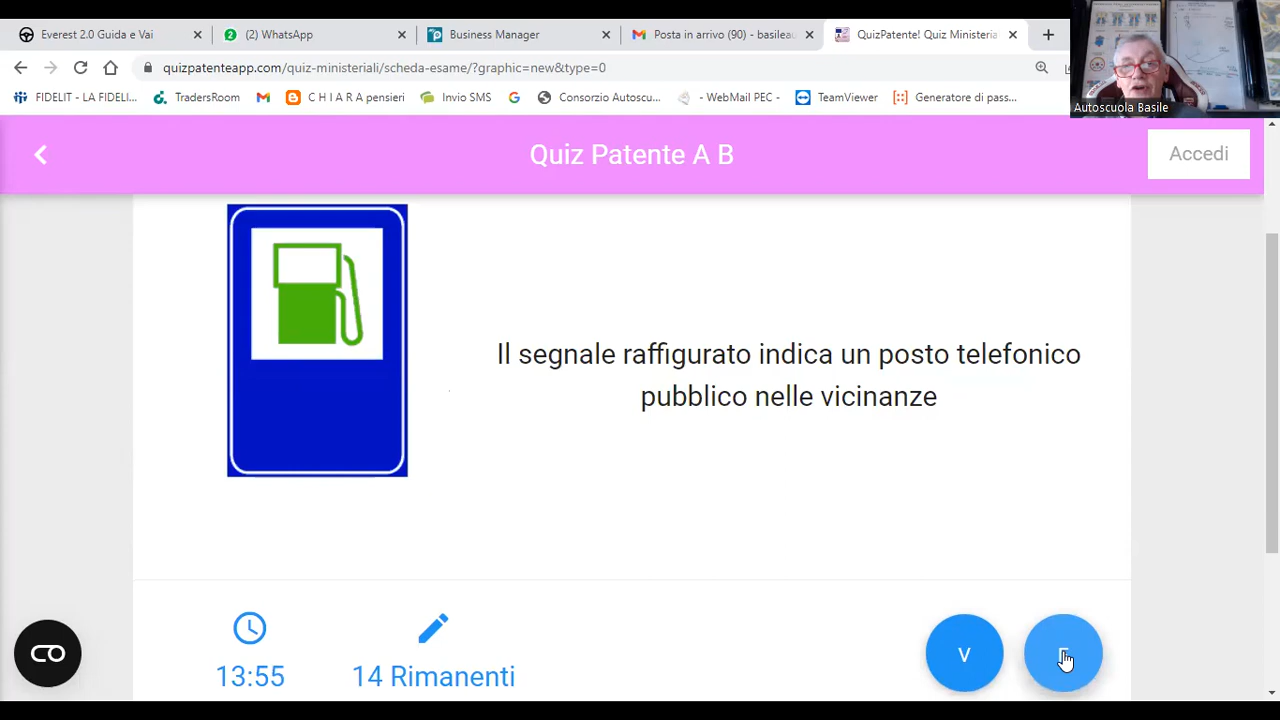 Everest 2.0 Guida e Vai
(2) WhatsApp
Business Manager
Posta in arrivo (90) - basile
QuizPatente! Quiz Ministeria
Autoscuola Basile
quizpatenteapp.com/quiz-ministeriali/scheda-esame/?graphic=new&type=0
FIDELIT - LA FIDELI...
TradersRoom
C H I A R A pensieri
Invio SMS
Consorzio Autoscu...
- WebMail PEC -
TeamViewer
Generatore di pass...
Quiz Patente A B
Accedi
Il segnale raffigurato indica un posto telefonico
pubblico nelle vicinanze
13:55
14 Rimanenti
V